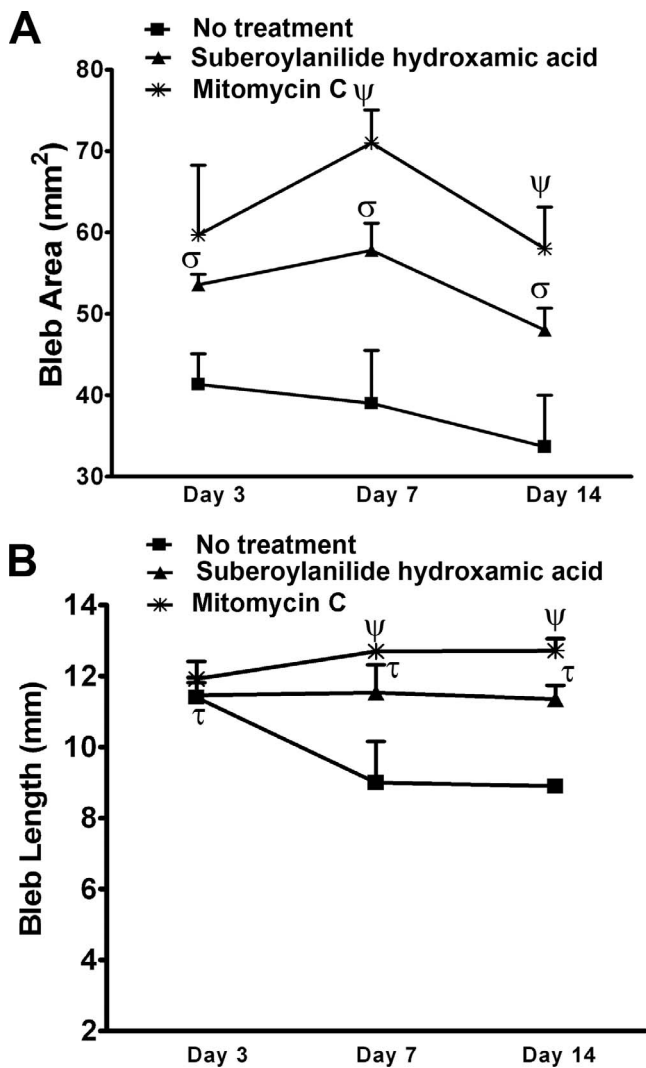 A
No treatment
Suberoylanilide hydroxamic acid
Mitomycin C
Bleb Area (mm²)
80
70
60
50
40
30
ψ
ψ
σ
σ
σ
Day 3 Day 7 Day 14
B
No treatment
Suberoylanilide hydroxamic acid
Mitomycin C
Bleb Length (mm)
14
12
10
8
6
4
2
ψ
ψ
τ
τ
τ
Day 3 Day 7 Day 14